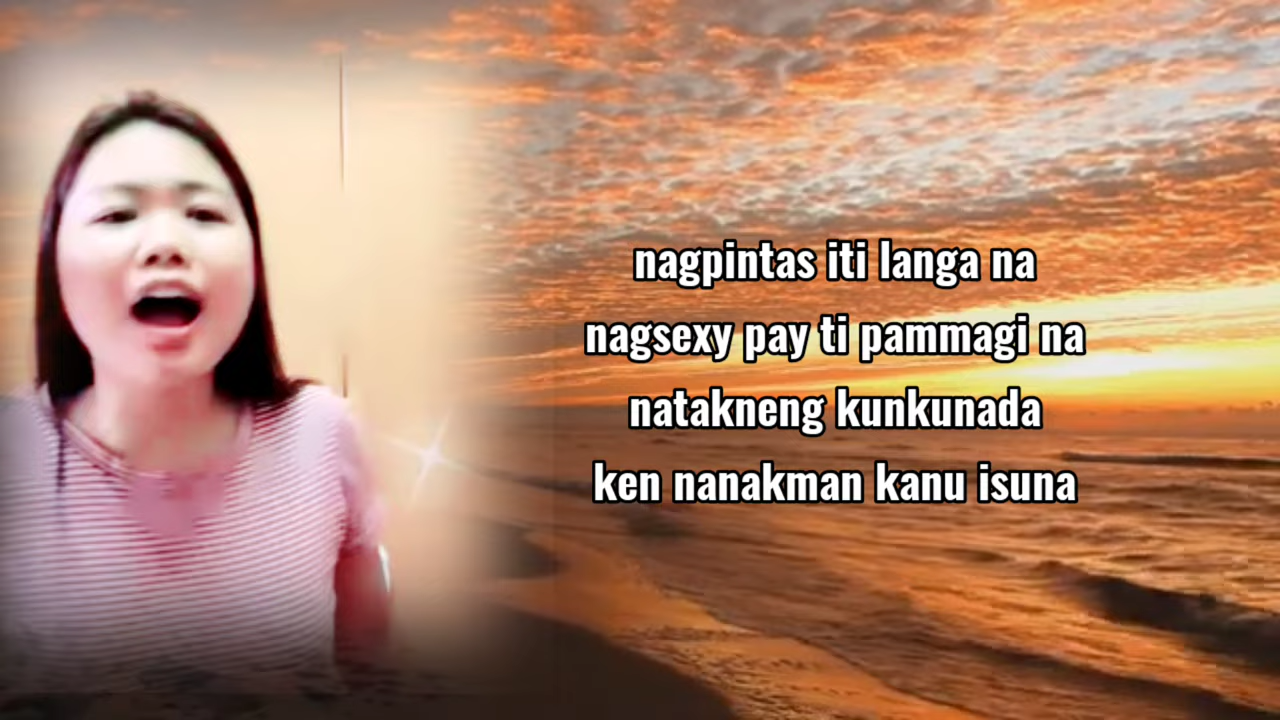 nagpintas iti langa na
nagsexy pay ti pammagi na
natakneng kunkunada
ken nanakman kanu isuna